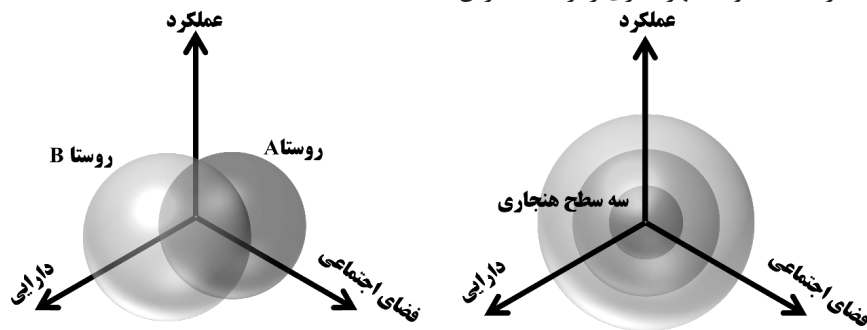 عملکرد
روستا B
روستاA
دارایی
فضای اجتماعی
عملکرد
سه سطح هنجاری
دارایی
فضای اجتماعی